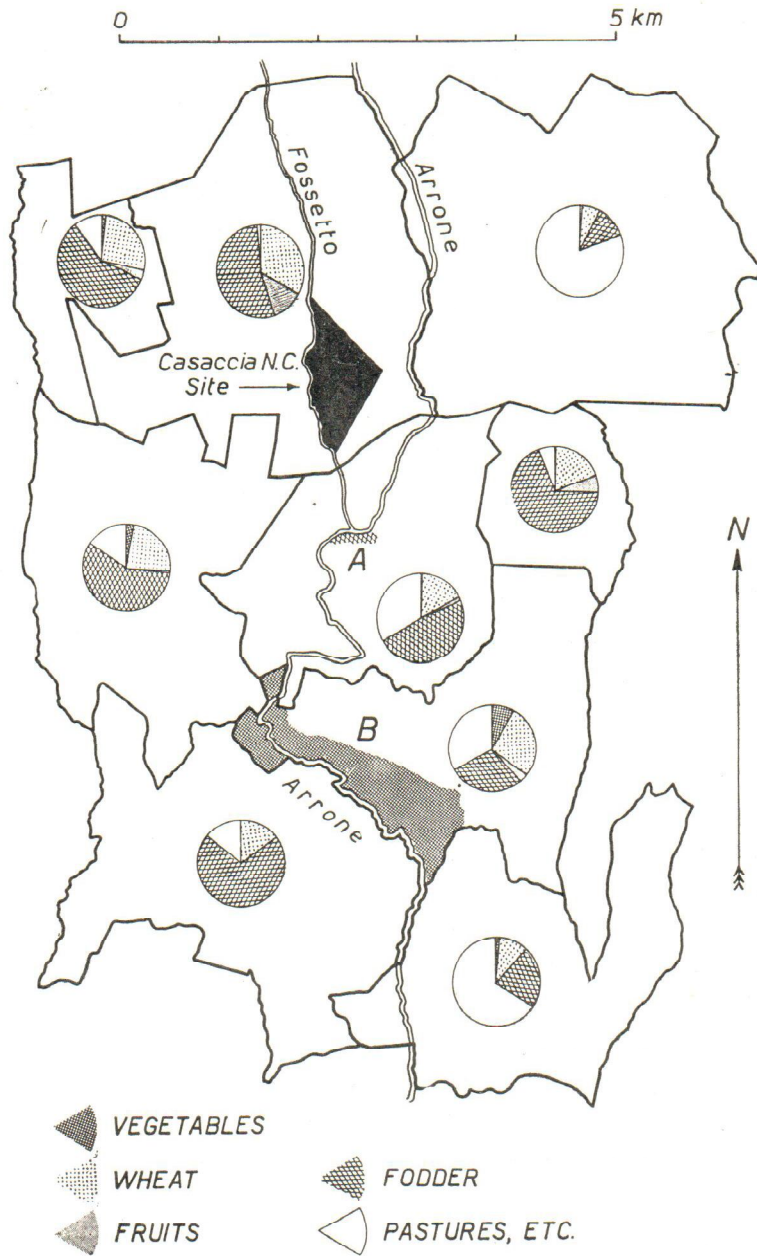 0 5 km
Fossetto
Arrone
Casaccia N.C.
Site
A
N
B
Arrone
VEGETABLES
WHEAT
FODDER
FRUITS
PASTURES, ETC.